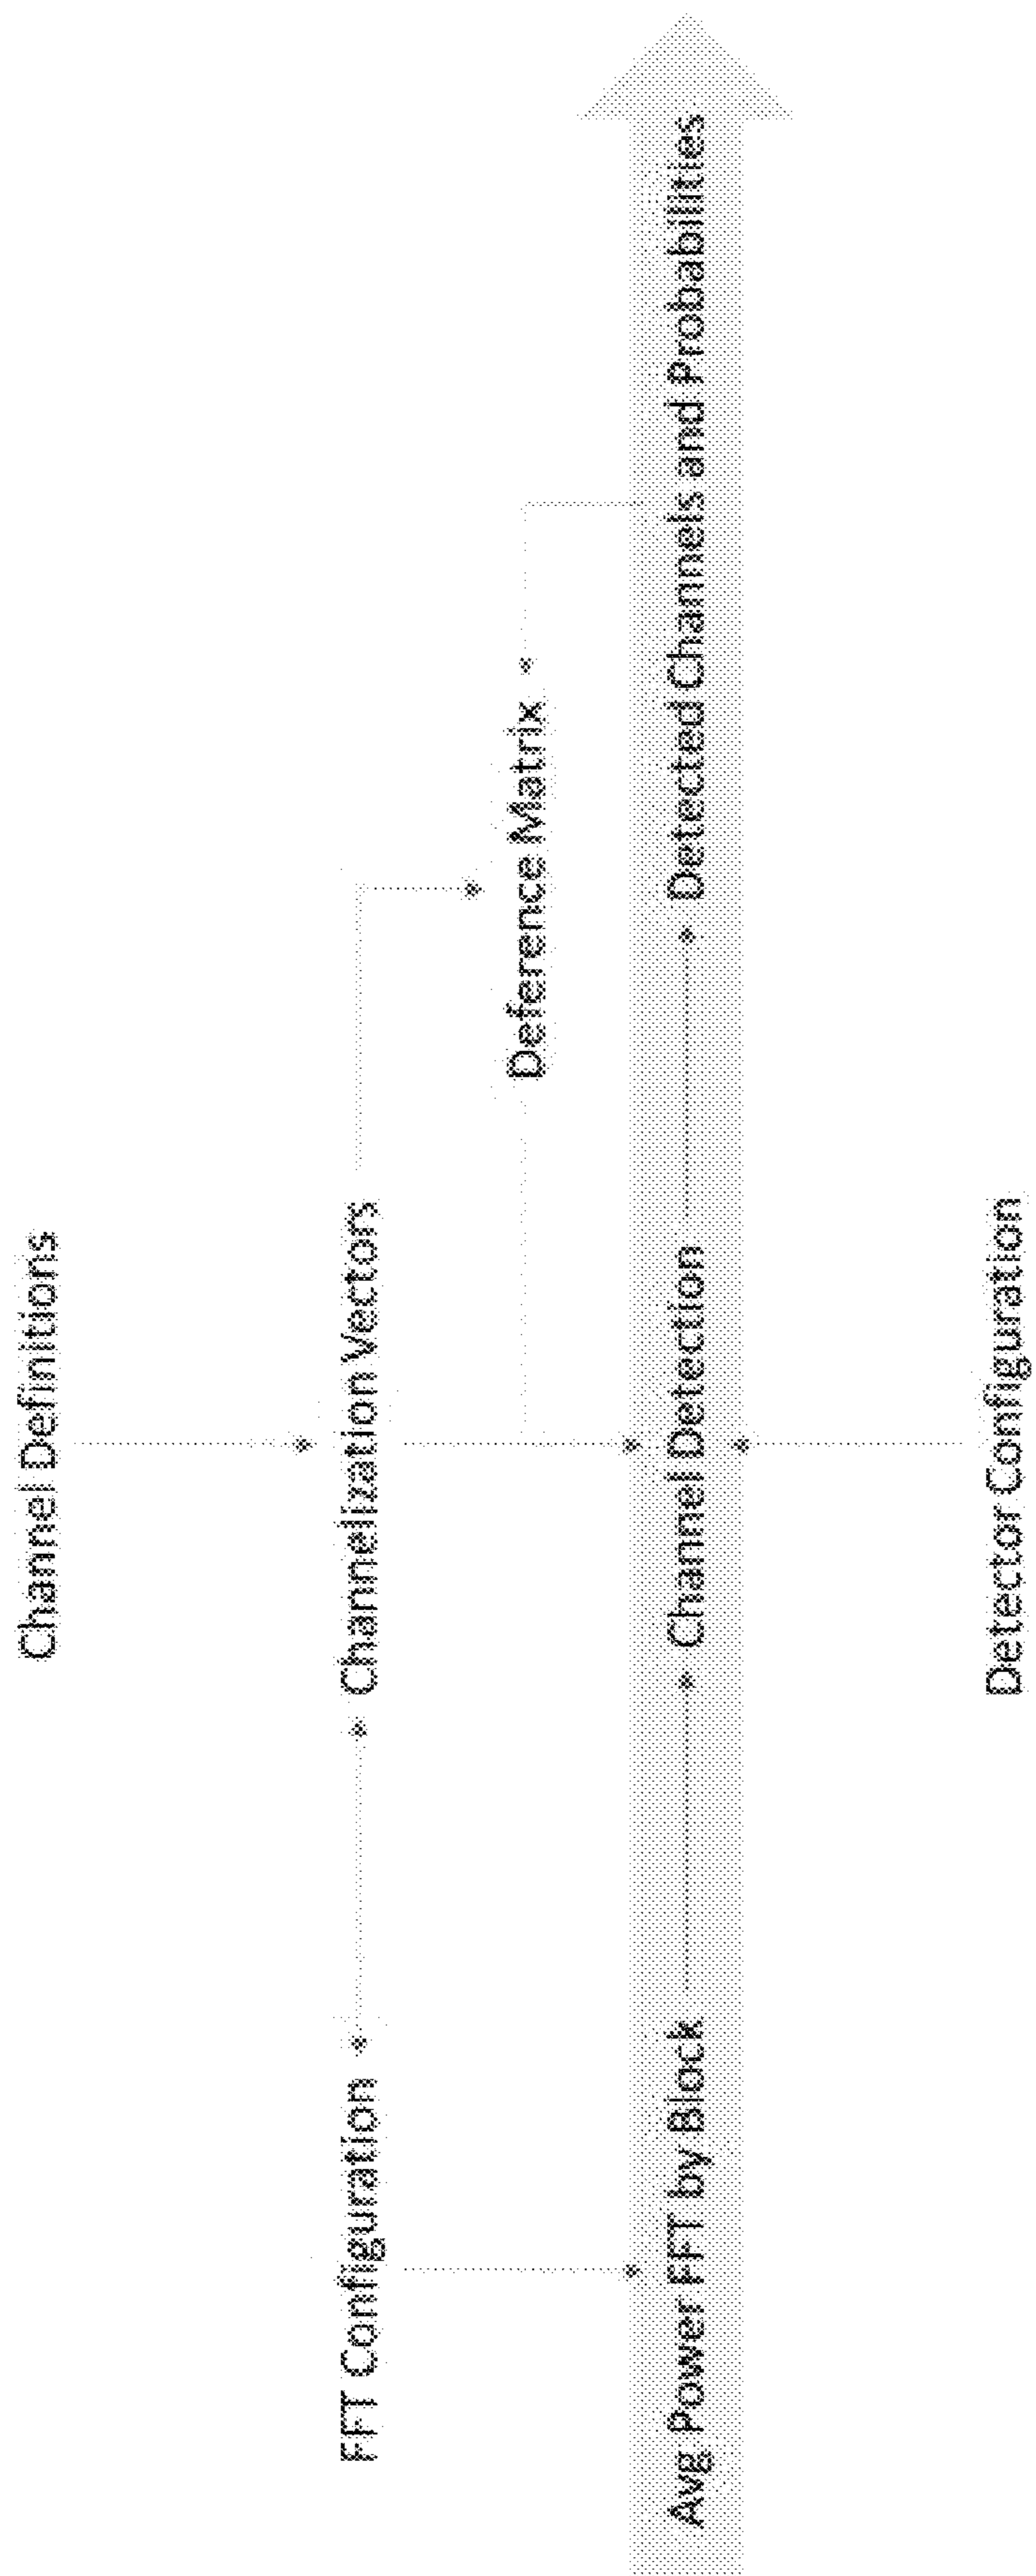 Channel Definitions
FFT Configuration
Channelization Vectors
Deference Matrix
Avg Power FFT by Block
Channel Detection
Detected Channels and Probabilities
Detector Configuration